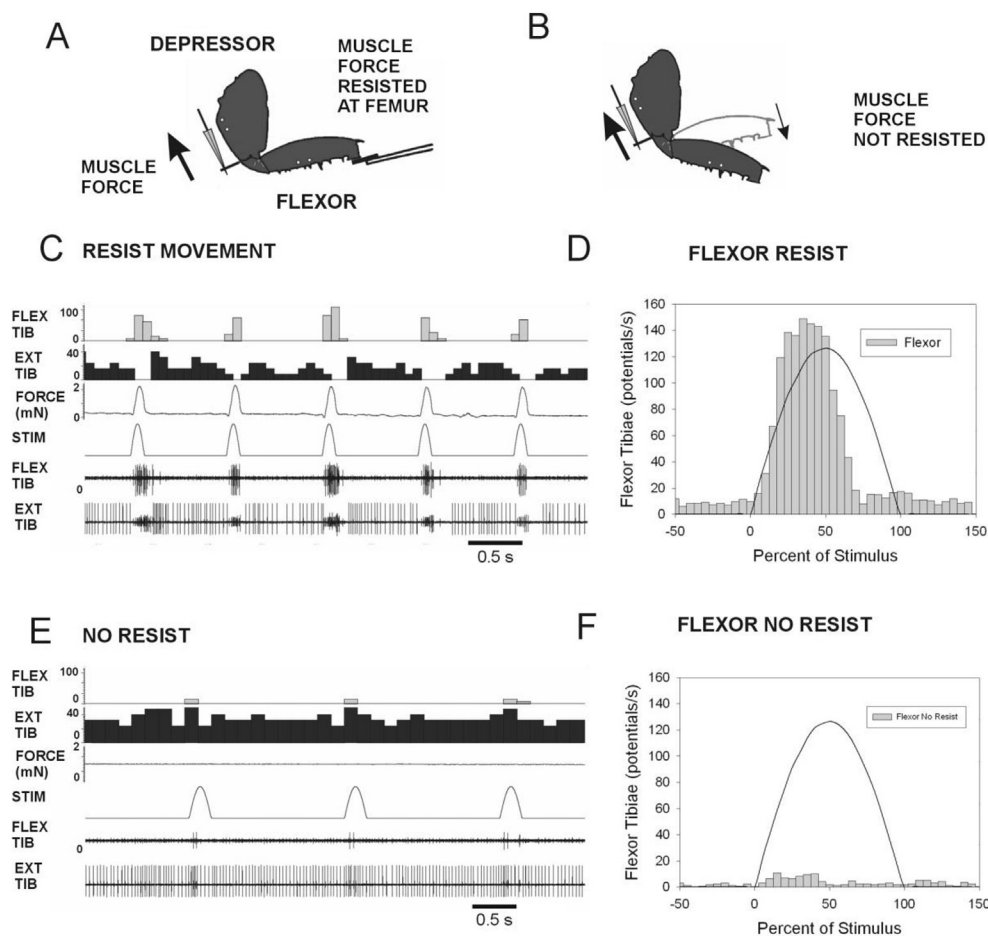 A
DEPRESSOR
MUSCLE
FORCE
RESISTED
AT FEMUR
MUSCLE
FORCE
FLEXOR
B
MUSCLE
FORCE
NOT RESISTED
C RESIST MOVEMENT
FLEX
TIB
100
0
EXT
TIB
40
0
FORCE
(mN)
2
0
STIM
FLEX
TIB
0
EXT
TIB
0.5 s
D
FLEXOR RESIST
Flexor Tibiae (potentials/s)
160
140
120
100
80
60
40
20
0
Flexor
-50 0 50 100 150
Percent of Stimulus
E NO RESIST
FLEX
TIB
100
0
EXT
TIB
40
0
FORCE
(mN)
2
0
STIM
FLEX
TIB
0
EXT
TIB
0.5 s
F
FLEXOR NO RESIST
Flexor Tibiae (potentials/s)
160
140
120
100
80
60
40
20
0
Flexor No Resist
-50 0 50 100 150
Percent of Stimulus